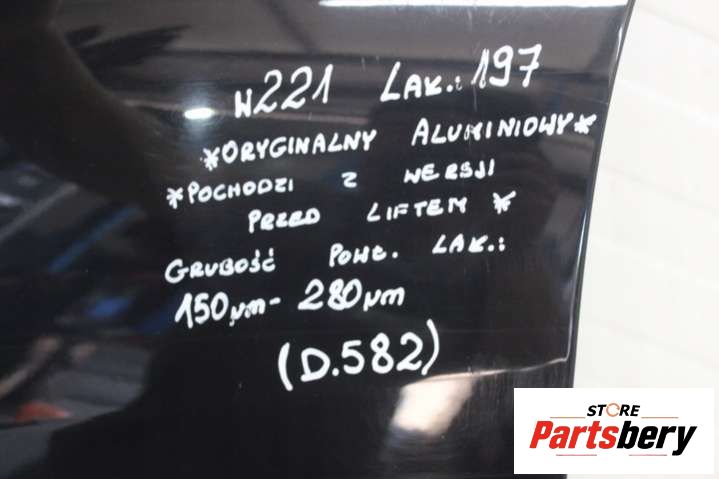 W221 LAK.: 197
*ORYGINALNY ALUMINIOWY*
*POCHODZI Z WERSJI
PRZED LIFTEM *
GRUBOŚĆ POWŁ. LAK.:
150µm - 280µm
(D.582)
STORE
Partsbery